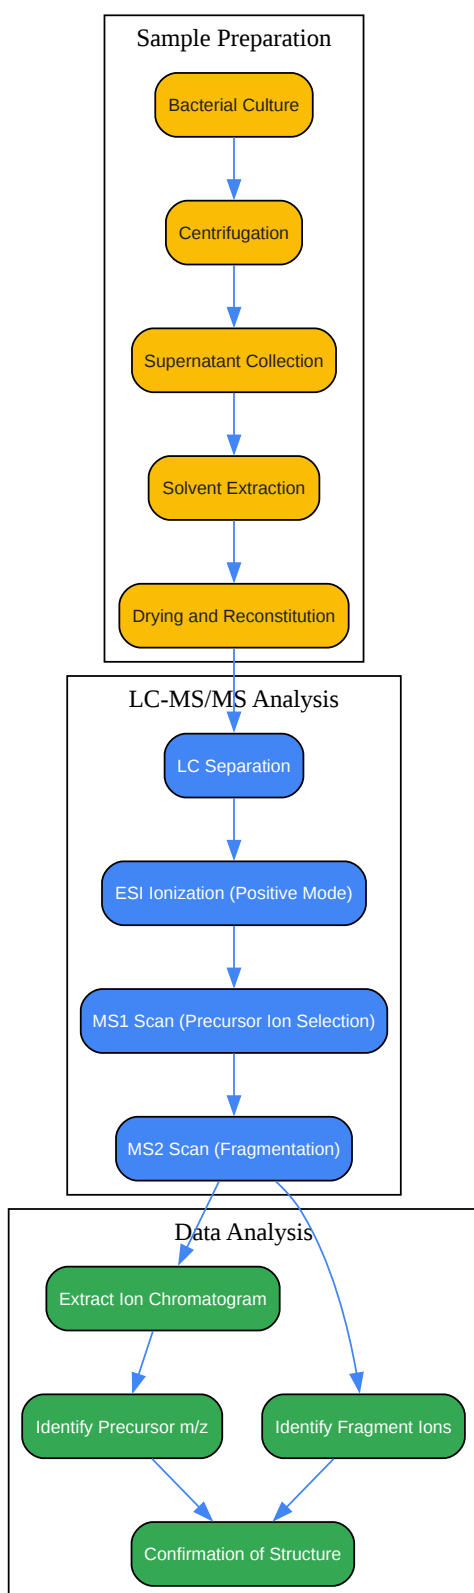 Sample Preparation
Bacterial Culture
Centrifugation
Supernatant Collection
Solvent Extraction
Drying and Reconstitution
LC-MS/MS Analysis
LC Separation
ESI Ionization (Positive Mode)
MS1 Scan (Precursor Ion Selection)
MS2 Scan (Fragmentation)
Data Analysis
Extract Ion Chromatogram
Identify Precursor m/z
Identify Fragment Ions
Confirmation of Structure